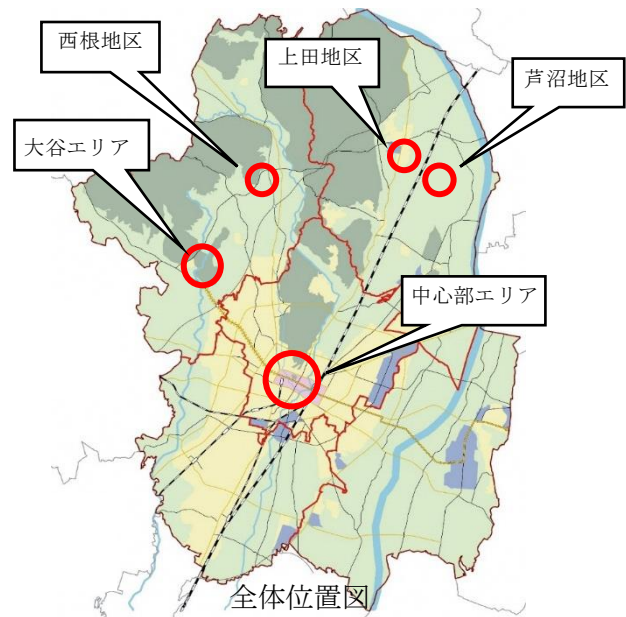 西根地区
上田地区
芦沼地区
大谷エリア
中心部エリア
全体位置図